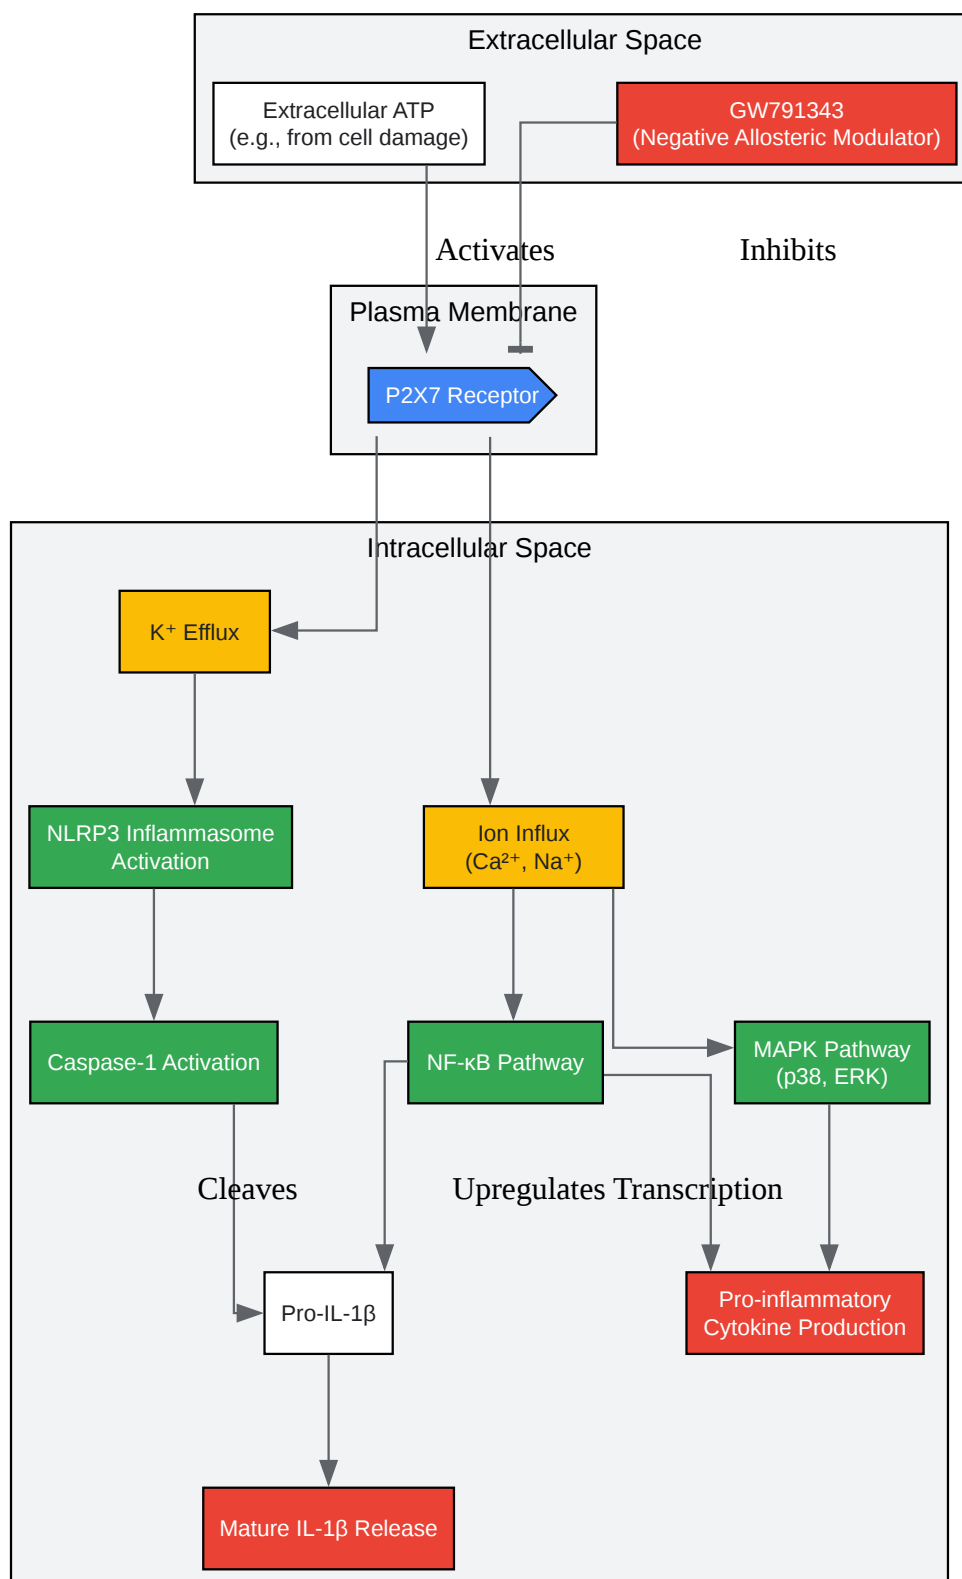 Extracellular Space
Extracellular ATP
(e.g., from cell damage)
GW791343
(Negative Allosteric Modulator)
Activates
Inhibits
Plasma Membrane
P2X7 Receptor
Intracellular Space
K⁺ Efflux
NLRP3 Inflammasome
Activation
Ion Influx
(Ca²⁺, Na⁺)
Caspase-1 Activation
NF-κB Pathway
MAPK Pathway
(p38, ERK)
Cleaves
Upregulates Transcription
Pro-IL-1β
Pro-inflammatory
Cytokine Production
Mature IL-1β Release